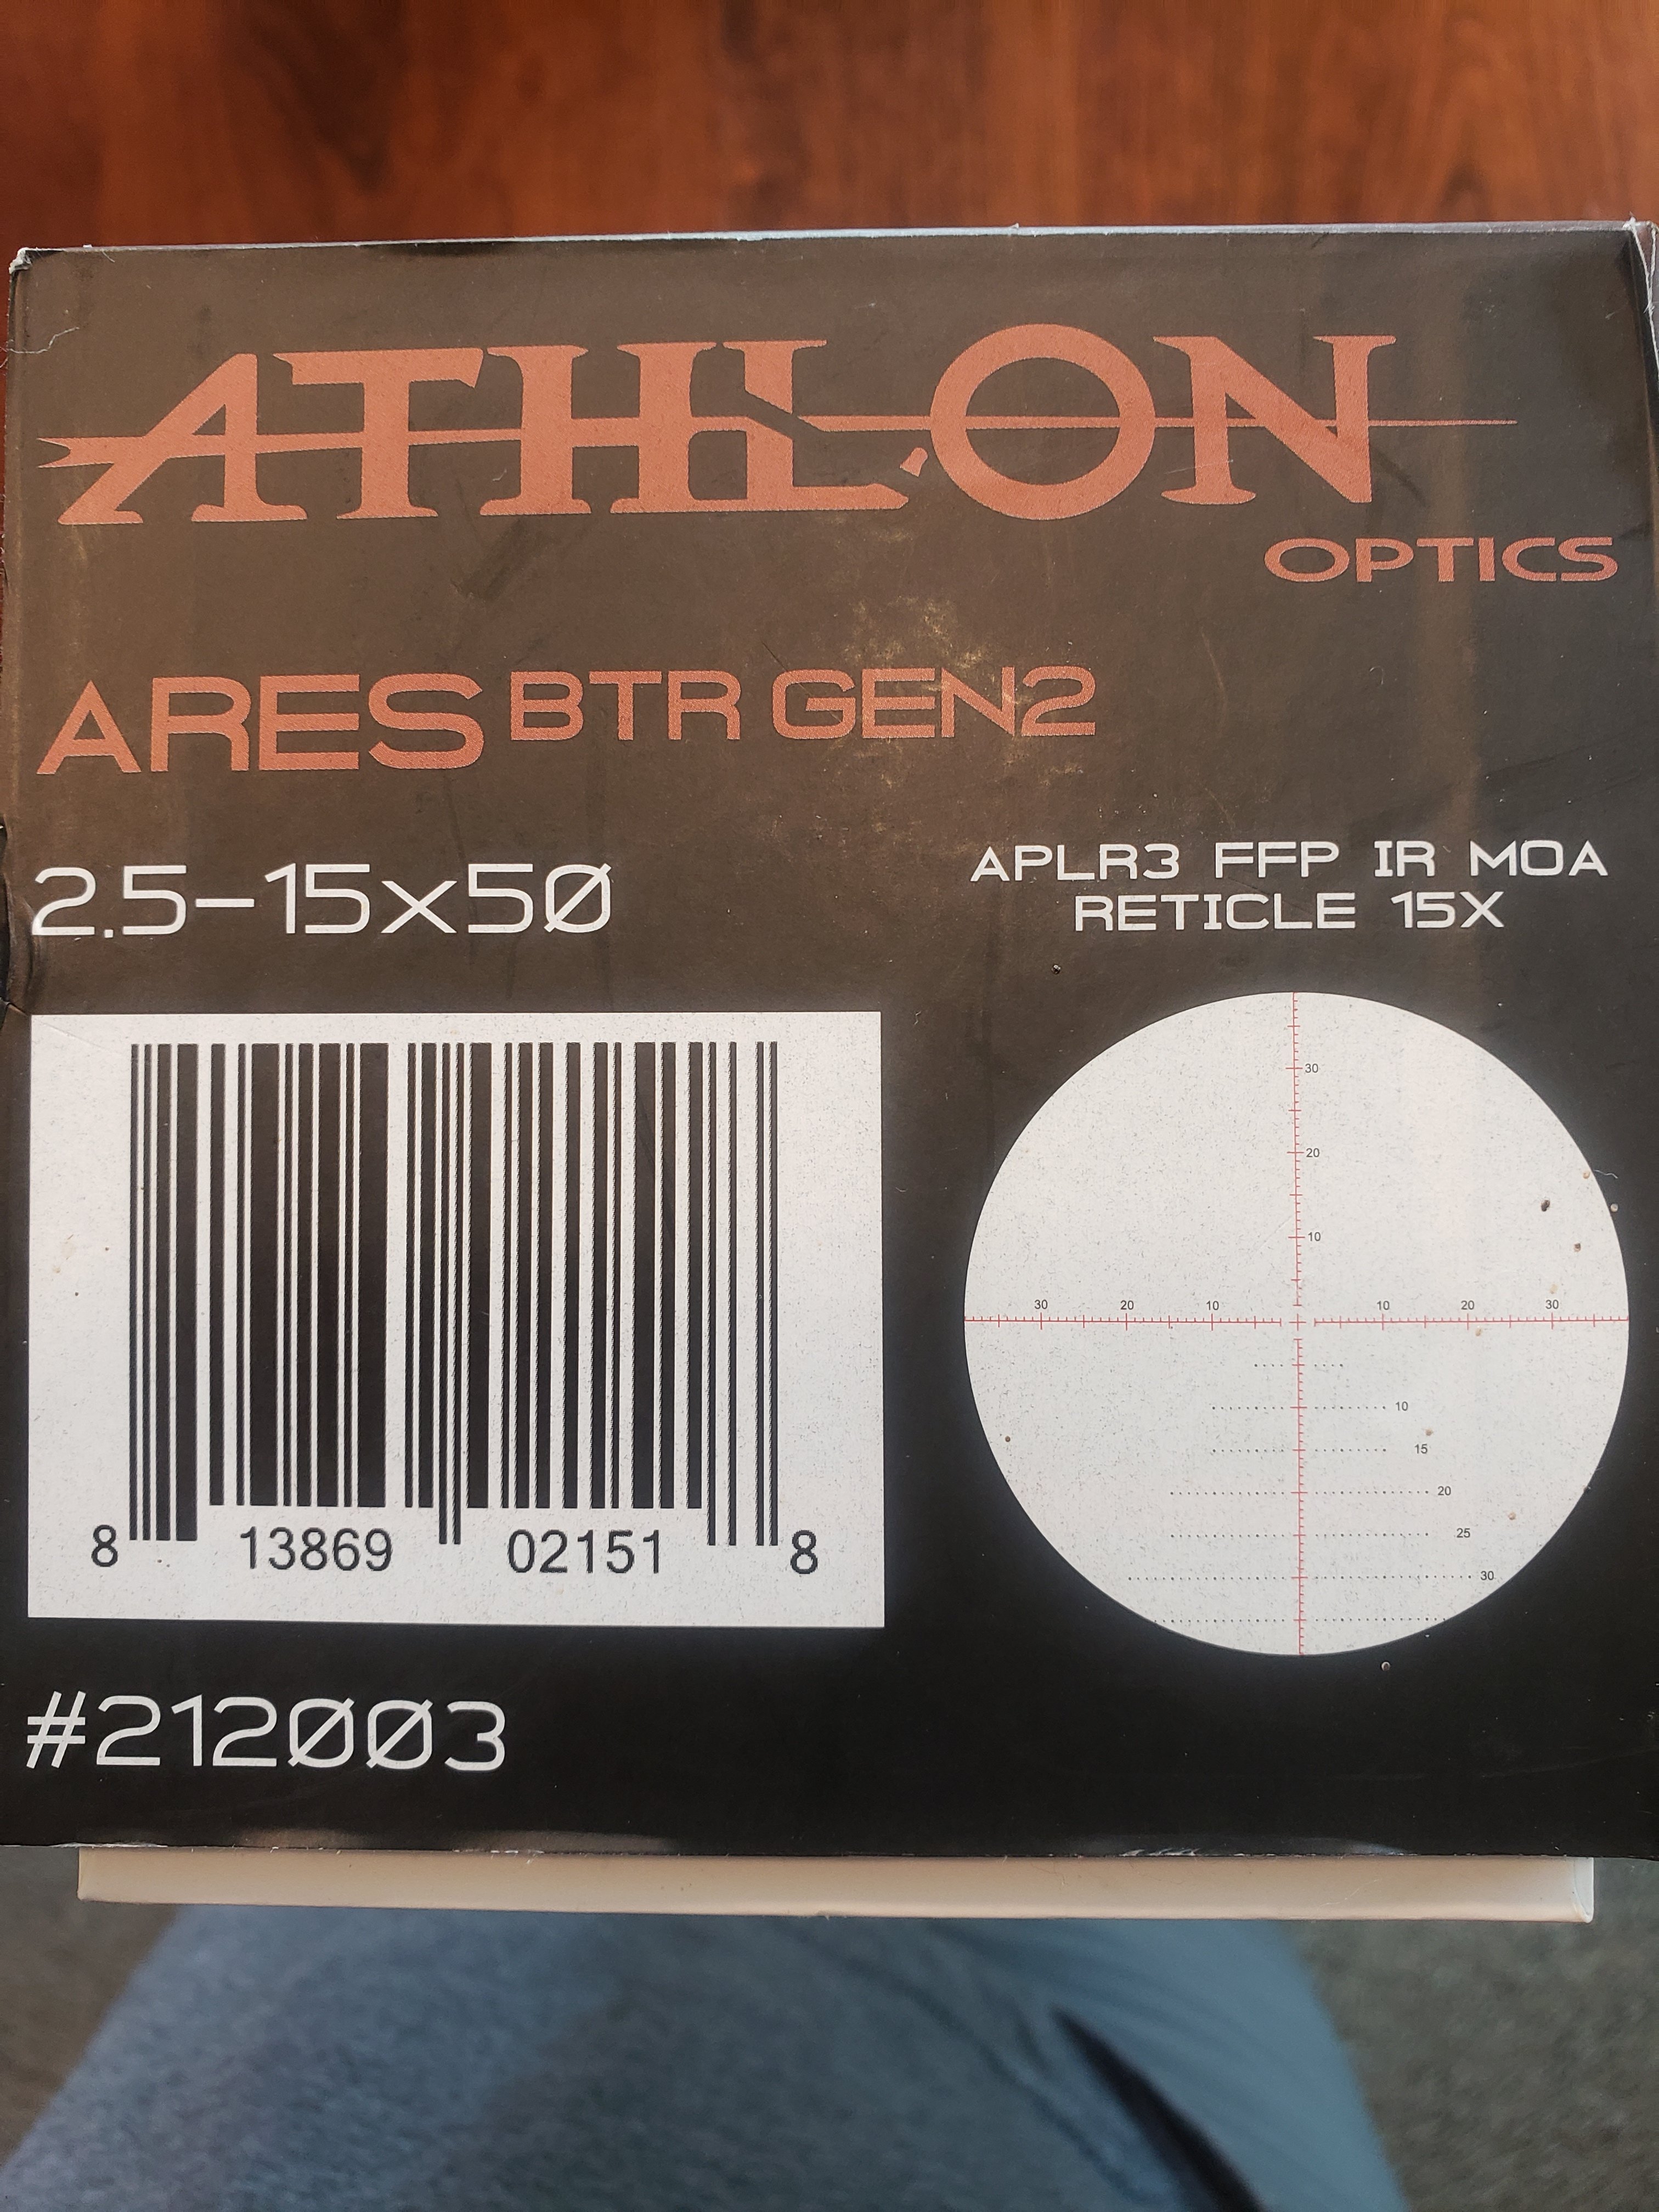 ATHLON
OPTICS
ARES BTR GEN2
2.5-15x50
APLR3 FFP IR MOA
RETICLE 15X
30
20
10
30 20 10 10 20 30
10
15
20
25
30
8 13869 02151 8
#212003